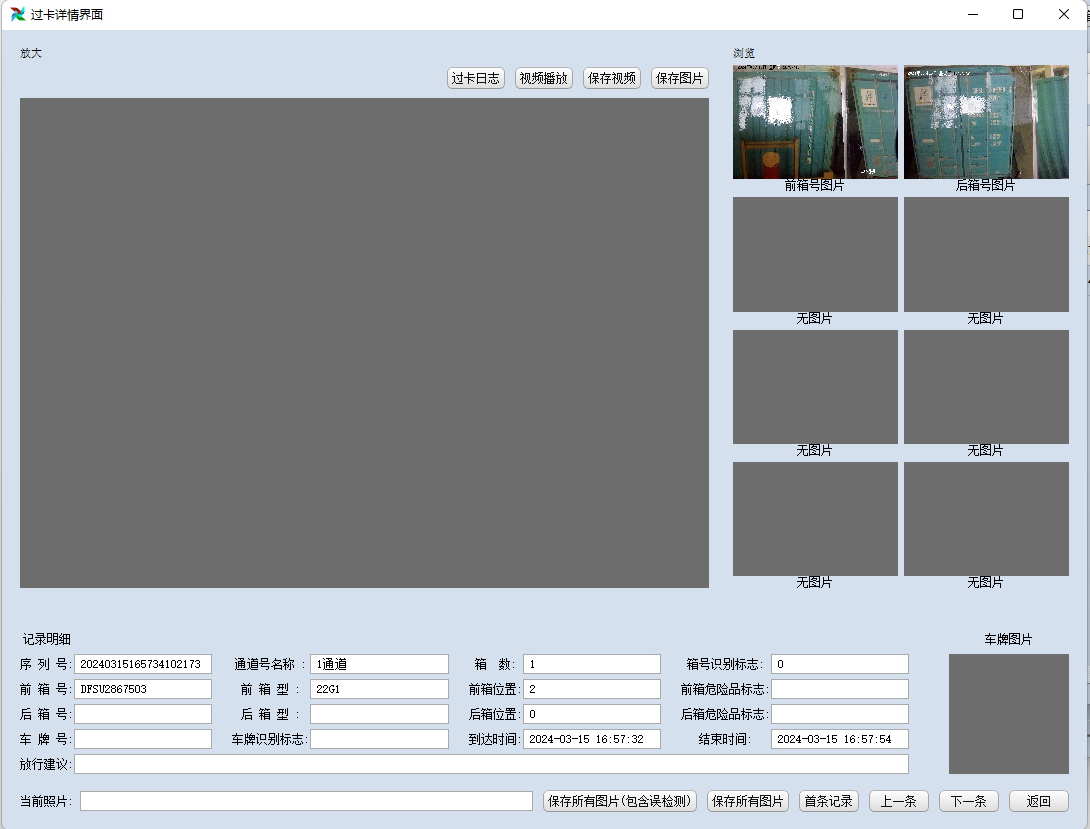 过卡详情界面
放大
浏览
过卡日志 视频播放 保存视频 保存图片
前箱号图片 后箱号图片
无图片 无图片
无图片 无图片
无图片 无图片
记录明细 车牌图片
序 列 号: 20240315165734102173 通道号名称 : 1通道 箱 数: 1 箱号识别标志: 0
前 箱 号: DFSU2867503 前 箱 型 : 22G1 前箱位置: 2 前箱危险品标志:
后 箱 号: 后 箱 型 : 后箱位置: 0 后箱危险品标志:
车 牌 号: 车牌识别标志: 到达时间: 2024-03-15 16:57:32 结束时间: 2024-03-15 16:57:54
放行建议:
当前照片: 保存所有图片(包含误检测) 保存所有图片 首条记录 上一条 下一条 返回